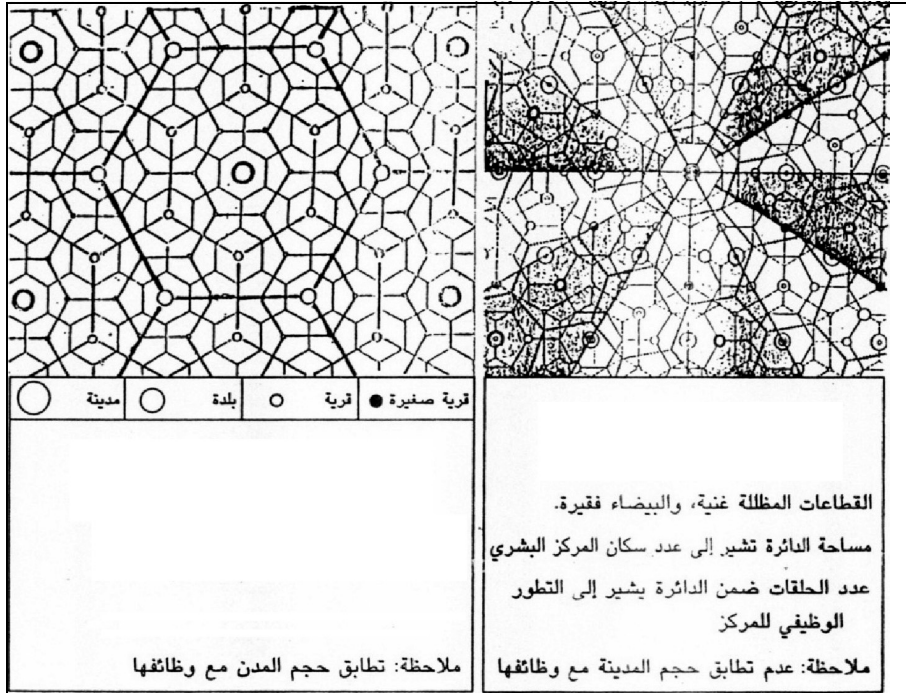 قرية صغيرة
قرية
بلدة
مدينة
ملاحظة: تطابق حجم المدن مع وظائفها
القطاعات المظللة غنية، والبيضاء فقيرة.
مساحة الدائرة تشير إلى عدد سكان المركز البشري
عدد الحلقات ضمن الدائرة يشير إلى التطور
الوظيفي للمركز
ملاحظة: عدم تطابق حجم المدينة مع وظائفها